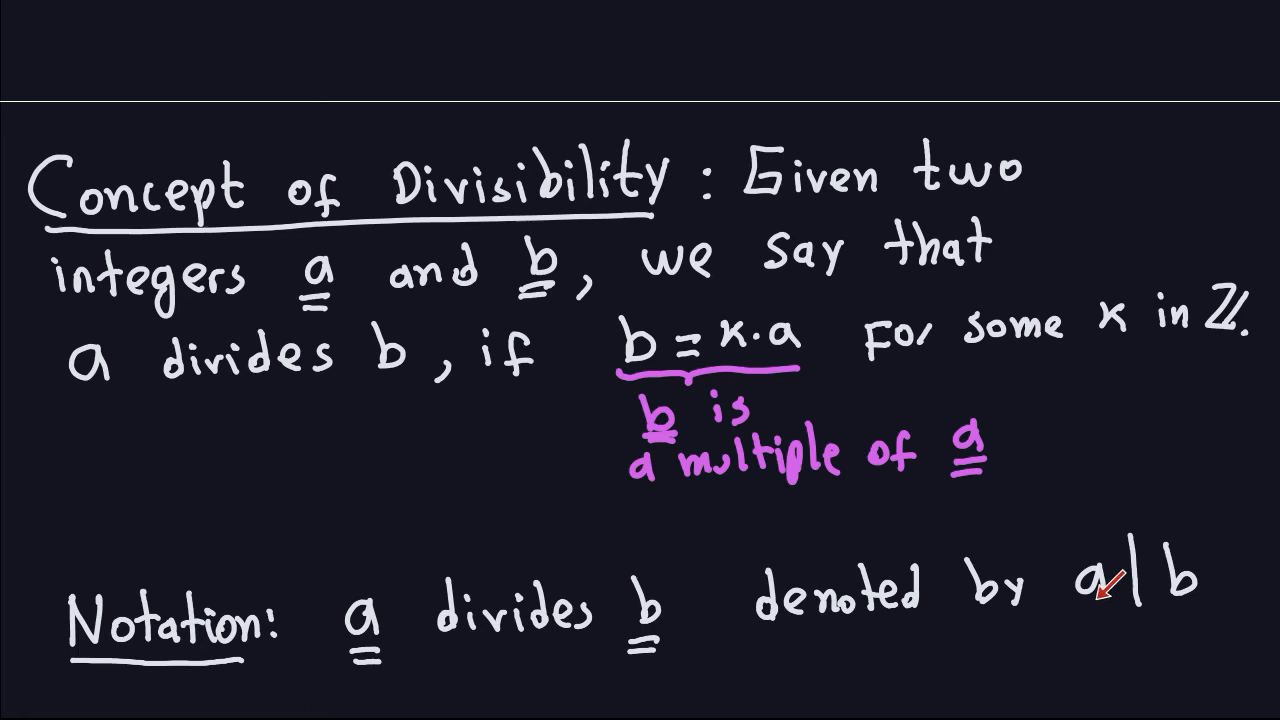 Concept of Divisibility: Given two
integers a and b, we say that
a divides b, if b = k·a For some k in ℤ.
b is
a multiple of a
Notation: a divides b denoted by a | b